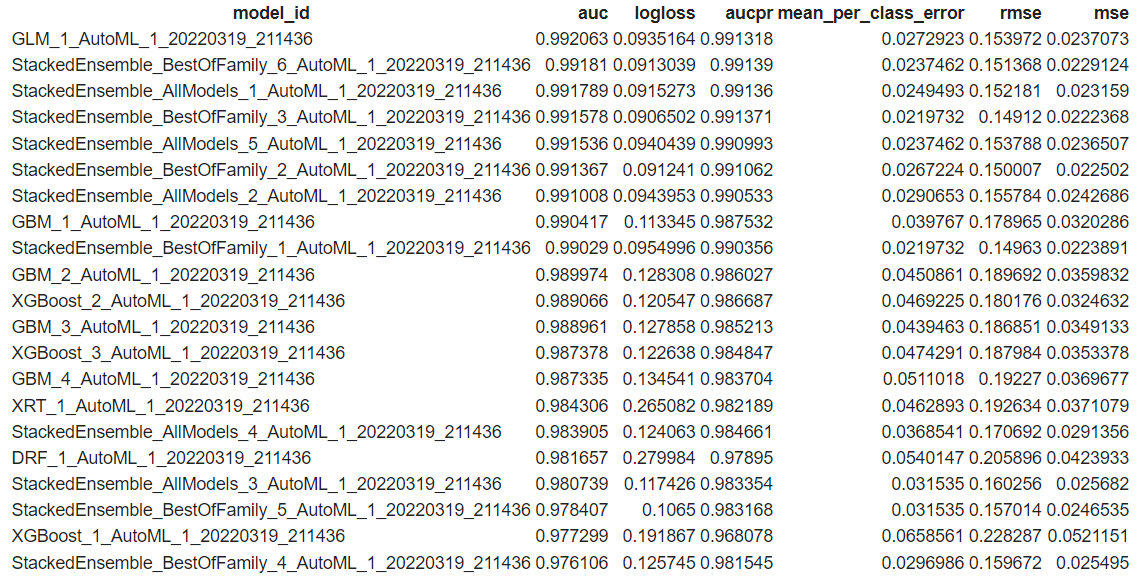 model_id auc logloss aucpr mean_per_class_error rmse mse
GLM_1_AutoML_1_20220319_211436 0.992063 0.0935164 0.991318 0.0272923 0.153972 0.0237073
StackedEnsemble_BestOfFamily_6_AutoML_1_20220319_211436 0.99181 0.0913039 0.99139 0.0237462 0.151368 0.0229124
StackedEnsemble_AllModels_1_AutoML_1_20220319_211436 0.991789 0.0915273 0.99136 0.0249493 0.152181 0.023159
StackedEnsemble_BestOfFamily_3_AutoML_1_20220319_211436 0.991578 0.0906502 0.991371 0.0219732 0.14912 0.0222368
StackedEnsemble_AllModels_5_AutoML_1_20220319_211436 0.991536 0.0940439 0.990993 0.0237462 0.153788 0.0236507
StackedEnsemble_BestOfFamily_2_AutoML_1_20220319_211436 0.991367 0.091241 0.991062 0.0267224 0.150007 0.022502
StackedEnsemble_AllModels_2_AutoML_1_20220319_211436 0.991008 0.0943953 0.990533 0.0290653 0.155784 0.0242686
GBM_1_AutoML_1_20220319_211436 0.990417 0.113345 0.987532 0.039767 0.178965 0.0320286
StackedEnsemble_BestOfFamily_1_AutoML_1_20220319_211436 0.99029 0.0954996 0.990356 0.0219732 0.14963 0.0223891
GBM_2_AutoML_1_20220319_211436 0.989974 0.128308 0.986027 0.0450861 0.189692 0.0359832
XGBoost_2_AutoML_1_20220319_211436 0.989066 0.120547 0.986687 0.0469225 0.180176 0.0324632
GBM_3_AutoML_1_20220319_211436 0.988961 0.127858 0.985213 0.0439463 0.186851 0.0349133
XGBoost_3_AutoML_1_20220319_211436 0.987378 0.122638 0.984847 0.0474291 0.187984 0.0353378
GBM_4_AutoML_1_20220319_211436 0.987335 0.134541 0.983704 0.0511018 0.19227 0.0369677
XRT_1_AutoML_1_20220319_211436 0.984306 0.265082 0.982189 0.0462893 0.192634 0.0371079
StackedEnsemble_AllModels_4_AutoML_1_20220319_211436 0.983905 0.124063 0.984661 0.0368541 0.170692 0.0291356
DRF_1_AutoML_1_20220319_211436 0.981657 0.279984 0.97895 0.0540147 0.205896 0.0423933
StackedEnsemble_AllModels_3_AutoML_1_20220319_211436 0.980739 0.117426 0.983354 0.031535 0.160256 0.025682
StackedEnsemble_BestOfFamily_5_AutoML_1_20220319_211436 0.978407 0.1065 0.983168 0.031535 0.157014 0.0246535
XGBoost_1_AutoML_1_20220319_211436 0.977299 0.191867 0.968078 0.0658561 0.228287 0.0521151
StackedEnsemble_BestOfFamily_4_AutoML_1_20220319_211436 0.976106 0.125745 0.981545 0.0296986 0.159672 0.025495